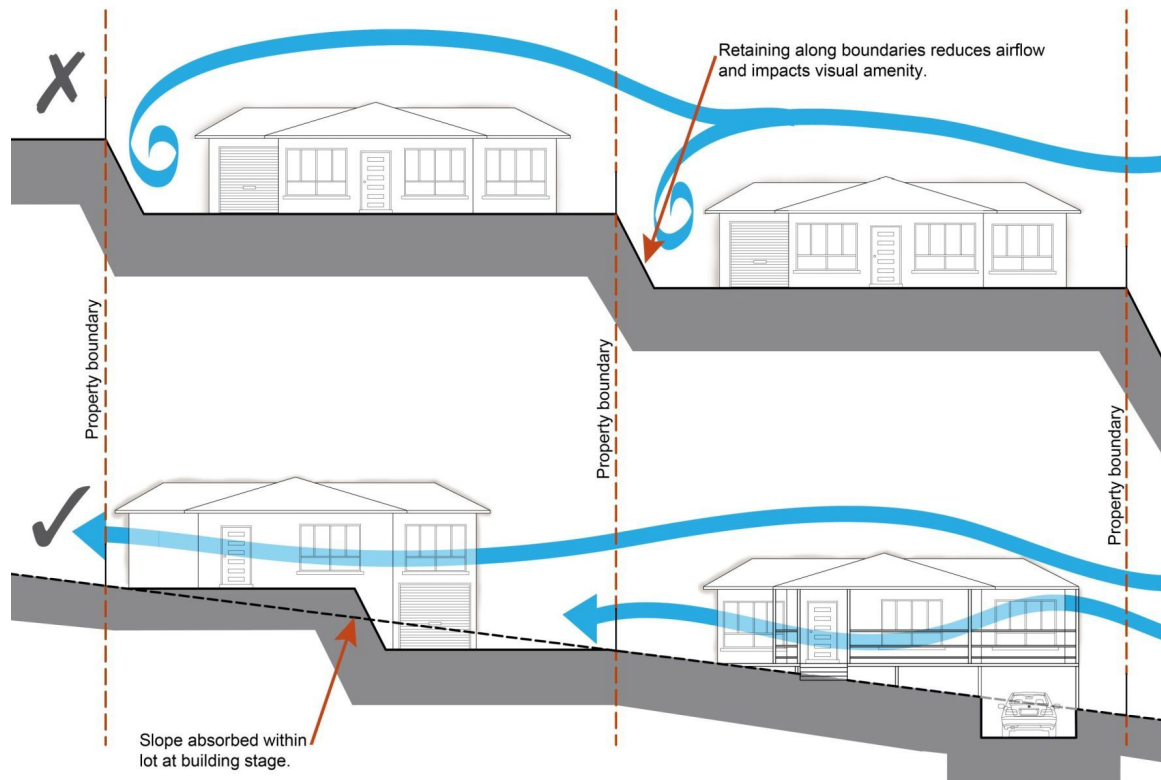 Retaining along boundaries reduces airflow
and impacts visual amenity.
Property boundary
Property boundary
Property boundary
Slope absorbed within
lot at building stage.